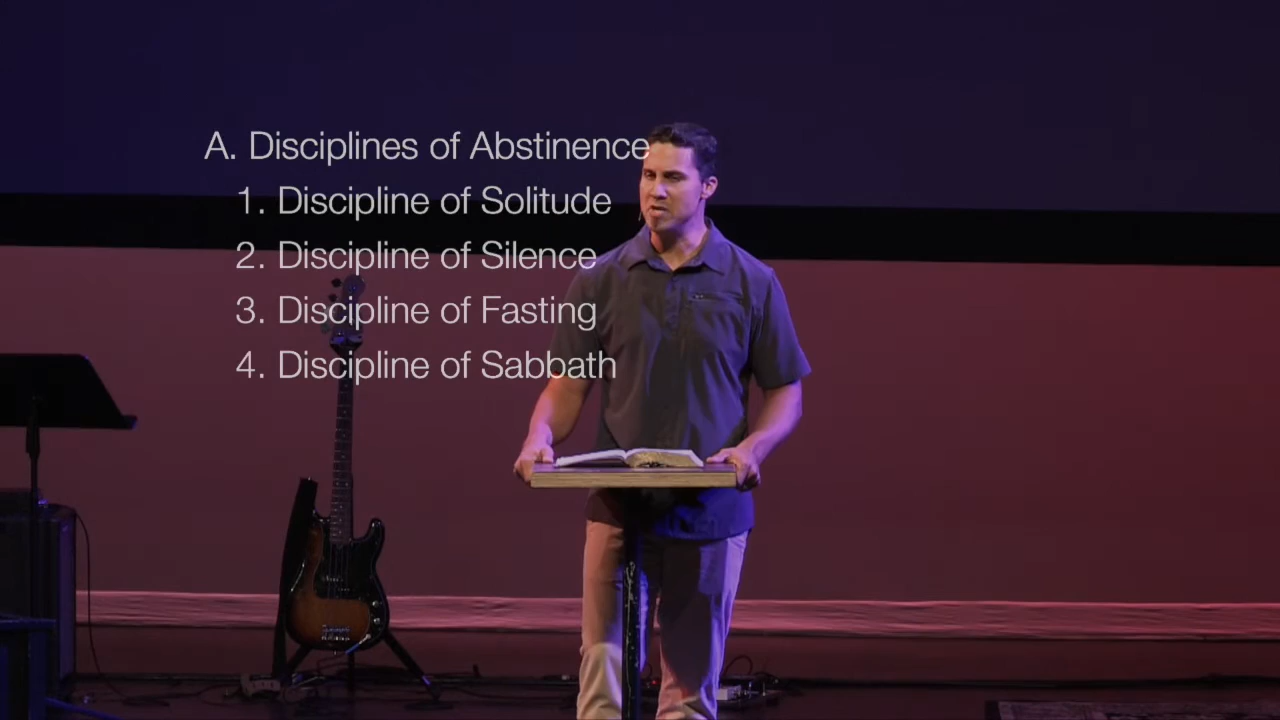 A. Disciplines of Abstinence
1. Discipline of Solitude
2. Discipline of Silence
3. Discipline of Fasting
4. Discipline of Sabbath